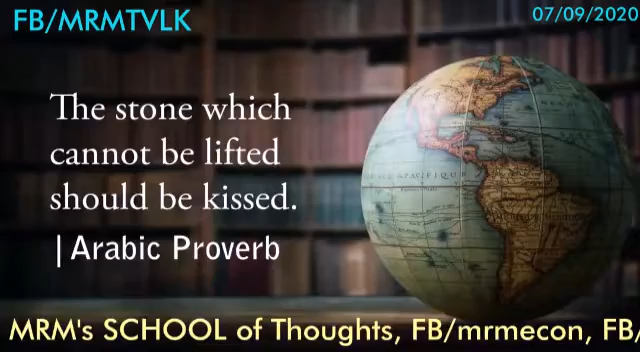 FB/MRMTVLK
07/09/2020
The stone which
cannot be lifted
should be kissed.
| Arabic Proverb
PACIFIQUE
MRM's SCHOOL of Thoughts, FB/mrmecon, FB/